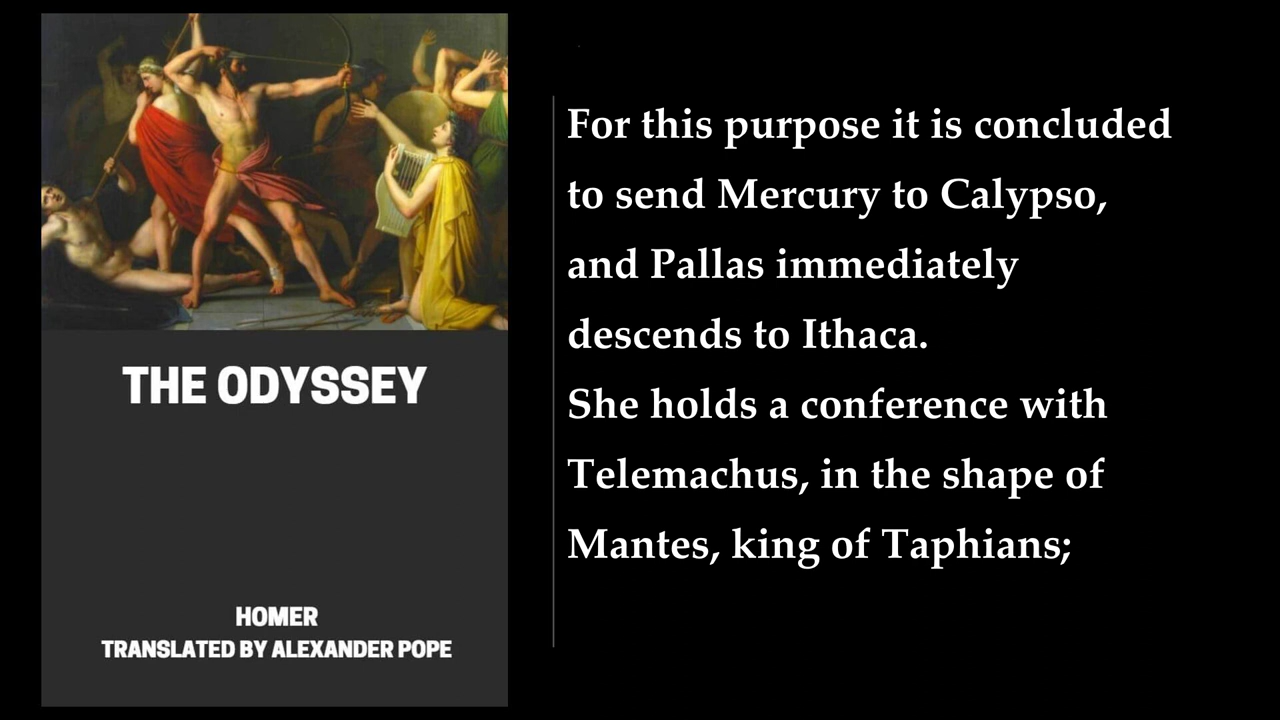 THE ODYSSEY
HOMER
TRANSLATED BY ALEXANDER POPE
For this purpose it is concluded
to send Mercury to Calypso,
and Pallas immediately
descends to Ithaca.
She holds a conference with
Telemachus, in the shape of
Mantes, king of Taphians;